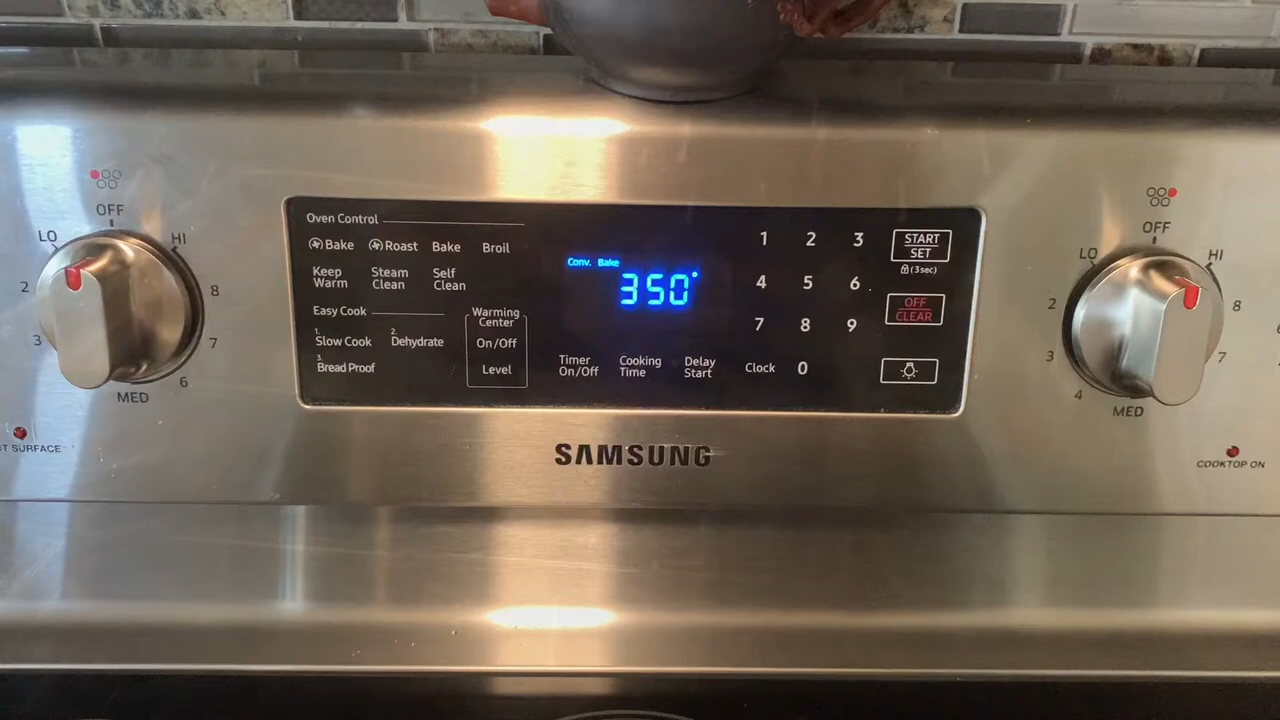 OFF
LO
HI
2
8
3
7
6
MED
SURFACE
Oven Control
Bake
Roast
Bake
Broil
Keep Warm
Steam Clean
Self Clean
Easy Cook
1. Slow Cook
2. Dehydrate
3. Bread Proof
Warming Center
On/Off
Level
Conv. Bake
350°
Timer On/Off
Cooking Time
Delay Start
1 2 3
4 5 6
7 8 9
Clock 0
START SET
(3sec)
OFF CLEAR
SAMSUNG
OFF
LO
HI
2
8
3
7
4
MED
COOKTOP ON